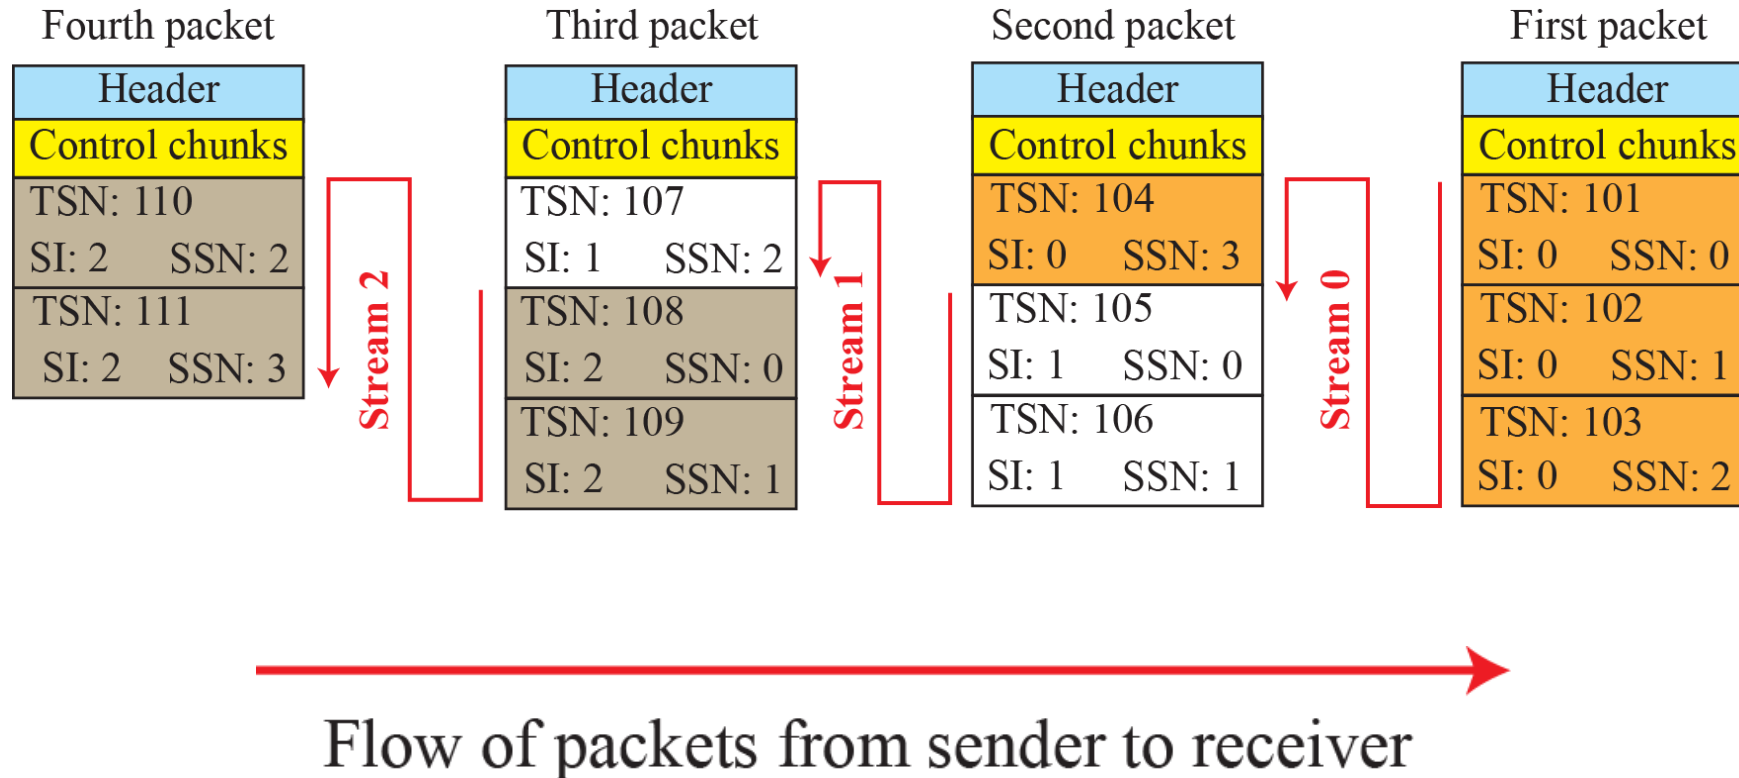 Fourth packet
Header
Control chunks
TSN: 110
SI: 2 SSN: 2
TSN: 111
SI: 2 SSN: 3
Stream 2
Third packet
Header
Control chunks
TSN: 107
SI: 1 SSN: 2
TSN: 108
SI: 2 SSN: 0
TSN: 109
SI: 2 SSN: 1
Stream 1
Second packet
Header
Control chunks
TSN: 104
SI: 0 SSN: 3
TSN: 105
SI: 1 SSN: 0
TSN: 106
SI: 1 SSN: 1
Stream 0
First packet
Header
Control chunks
TSN: 101
SI: 0 SSN: 0
TSN: 102
SI: 0 SSN: 1
TSN: 103
SI: 0 SSN: 2
Flow of packets from sender to receiver